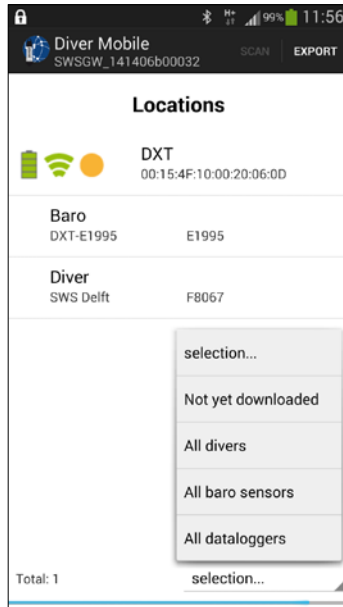 H+
99%
11:56
Diver Mobile
SWSGW_141406b00032
SCAN
EXPORT
Locations
DXT
00:15:4F:10:00:20:06:0D
Baro
DXT-E1995
E1995
Diver
SWS Delft
F8067
selection...
Not yet downloaded
All divers
All baro sensors
All dataloggers
Total: 1
selection...